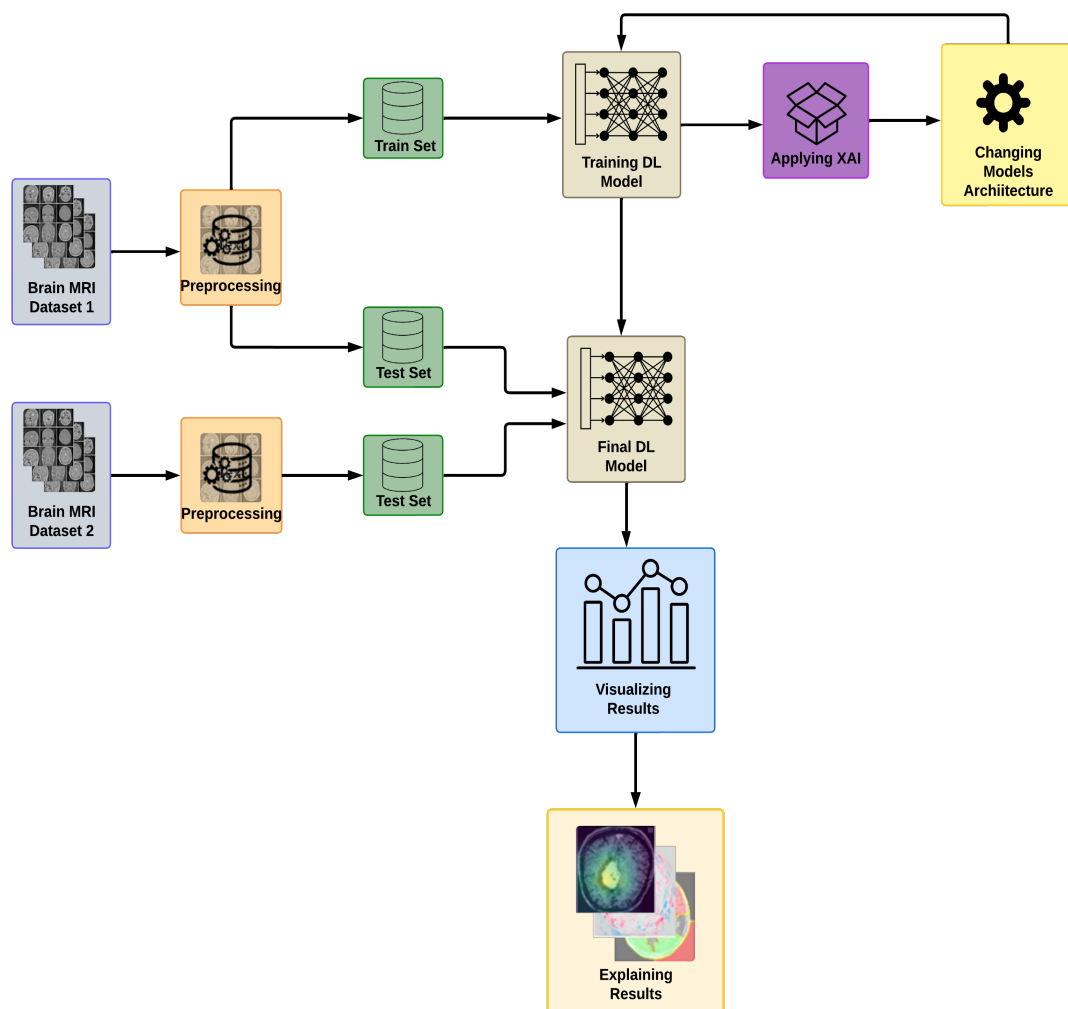 Train Set
Training DL
Model
Applying XAI
Changing
Models
Archiitecture
Brain MRI
Dataset 1
Preprocessing
Test Set
Brain MRI
Dataset 2
Preprocessing
Test Set
Final DL
Model
Visualizing
Results
Explaining
Results